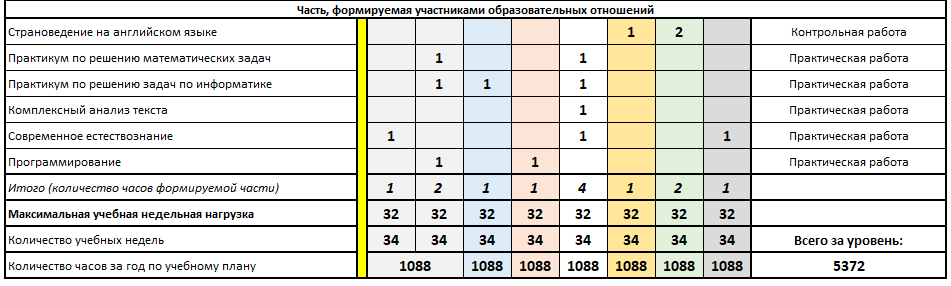 Часть, формируемая участниками образовательных отношений
Страноведение на английском языке 1 2 Контрольная работа
Практикум по решению математических задач 1 1 Практическая работа
Практикум по решению задач по информатике 1 1 1 Практическая работа
Комплексный анализ текста 1 Практическая работа
Современное естествознание 1 1 1 Практическая работа
Программирование 1 1 Практическая работа
Итого (количество часов формируемой части) 1 2 1 1 4 1 2 1
Максимальная учебная недельная нагрузка 32 32 32 32 32 32 32 32
Количество учебных недель 34 34 34 34 34 34 34 34 Всего за уровень:
Количество часов за год по учебному плану 1088 1088 1088 1088 1088 1088 1088 5372